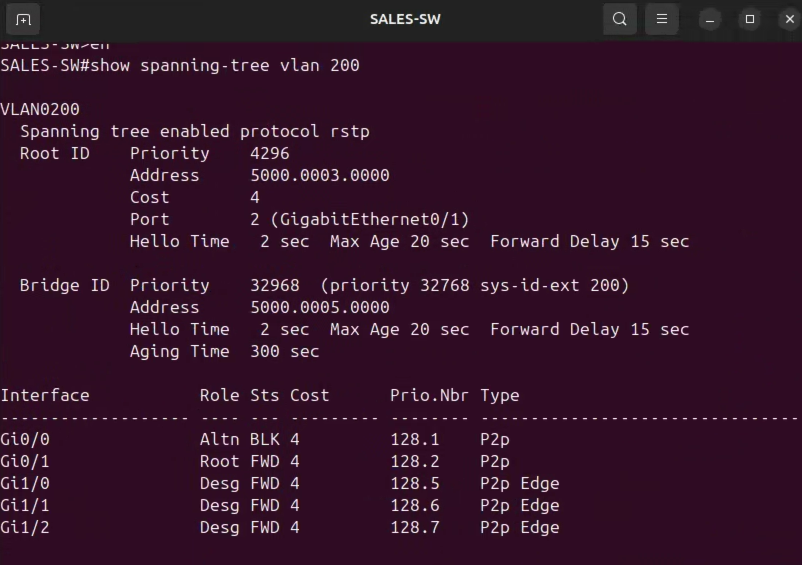 SALES-SW
SALES-SW>en
SALES-SW#show spanning-tree vlan 200
VLAN0200
  Spanning tree enabled protocol rstp
  Root ID    Priority    4296
             Address     5000.0003.0000
             Cost        4
             Port        2 (GigabitEthernet0/1)
             Hello Time   2 sec  Max Age 20 sec  Forward Delay 15 sec
  Bridge ID  Priority    32968  (priority 32768 sys-id-ext 200)
             Address     5000.0005.0000
             Hello Time   2 sec  Max Age 20 sec  Forward Delay 15 sec
             Aging Time  300 sec
Interface           Role Sts Cost      Prio.Nbr Type
------------------- ---- --- --------- -------- --------------------------------
Gi0/0               Altn BLK 4         128.1    P2p
Gi0/1               Root FWD 4         128.2    P2p
Gi1/0               Desg FWD 4         128.5    P2p Edge
Gi1/1               Desg FWD 4         128.6    P2p Edge
Gi1/2               Desg FWD 4         128.7    P2p Edge